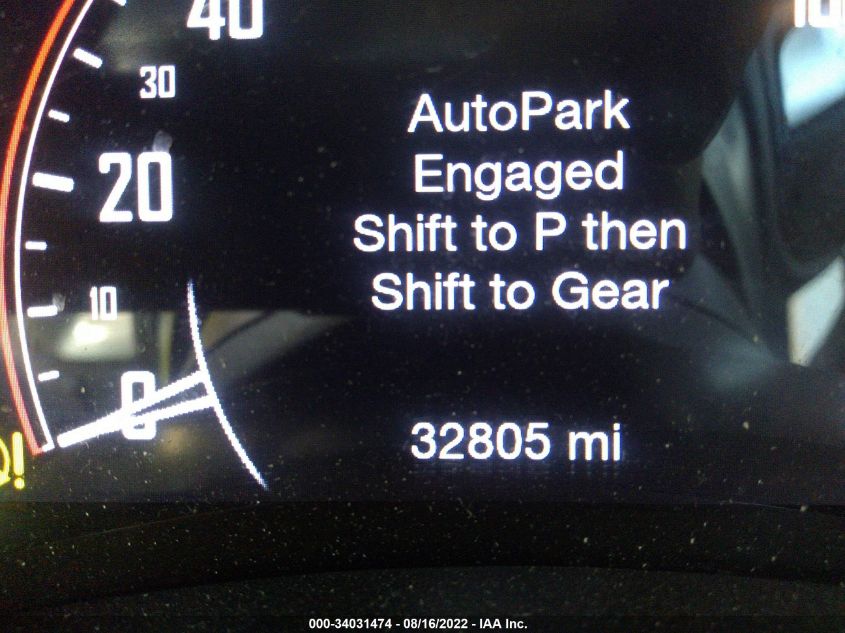 40
10
30
AutoPark
20
Engaged
Shift to P then
10
Shift to Gear
0
32805 mi
!
000-34031474 - 08/16/2022 - IAA Inc.